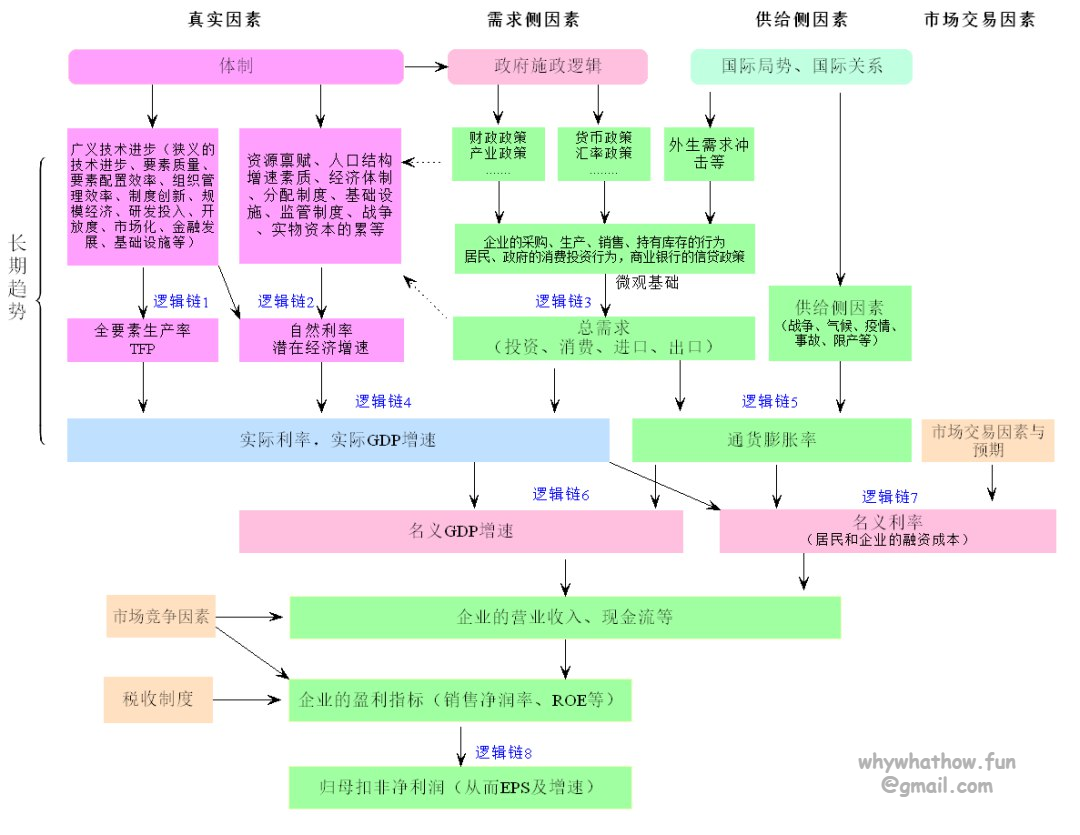 真实因素
需求侧因素
供给侧因素
市场交易因素
体制
政府施政逻辑
国际局势、国际关系
广义技术进步（狭义的
技术进步、要素质量、
要素配置效率、组织管
理效率、制度创新、规
模经济、研发投入、开
放度、市场化、金融发
展、基础设施等）
资源禀赋、人口结构
增速素质、经济体制
、分配制度、基础设
施、监管制度、战争
、实物资本的累等
财政政策
产业政策
........
货币政策
汇率政策
........
外生需求冲
击等
长期趋势
企业的采购、生产、销售、持有库存的行为
居民、政府的消费投资行为，商业银行的信贷政策
微观基础
逻辑链1
逻辑链2
逻辑链3
供给侧因素
（战争、气候、疫情、
事故、限产等）
全要素生产率
TFP
自然利率
潜在经济增速
总需求
（投资、消费、进口、出口）
逻辑链4
逻辑链5
实际利率．实际GDP增速
通货膨胀率
市场交易因素与
预期
逻辑链6
逻辑链7
名义GDP增速
名义利率
（居民和企业的融资成本）
市场竞争因素
企业的营业收入、现金流等
税收制度
企业的盈利指标（销售净润率、ROE等）
逻辑链8
归母扣非净利润（从而EPS及增速）
whywhathow.fun
@gmail.com